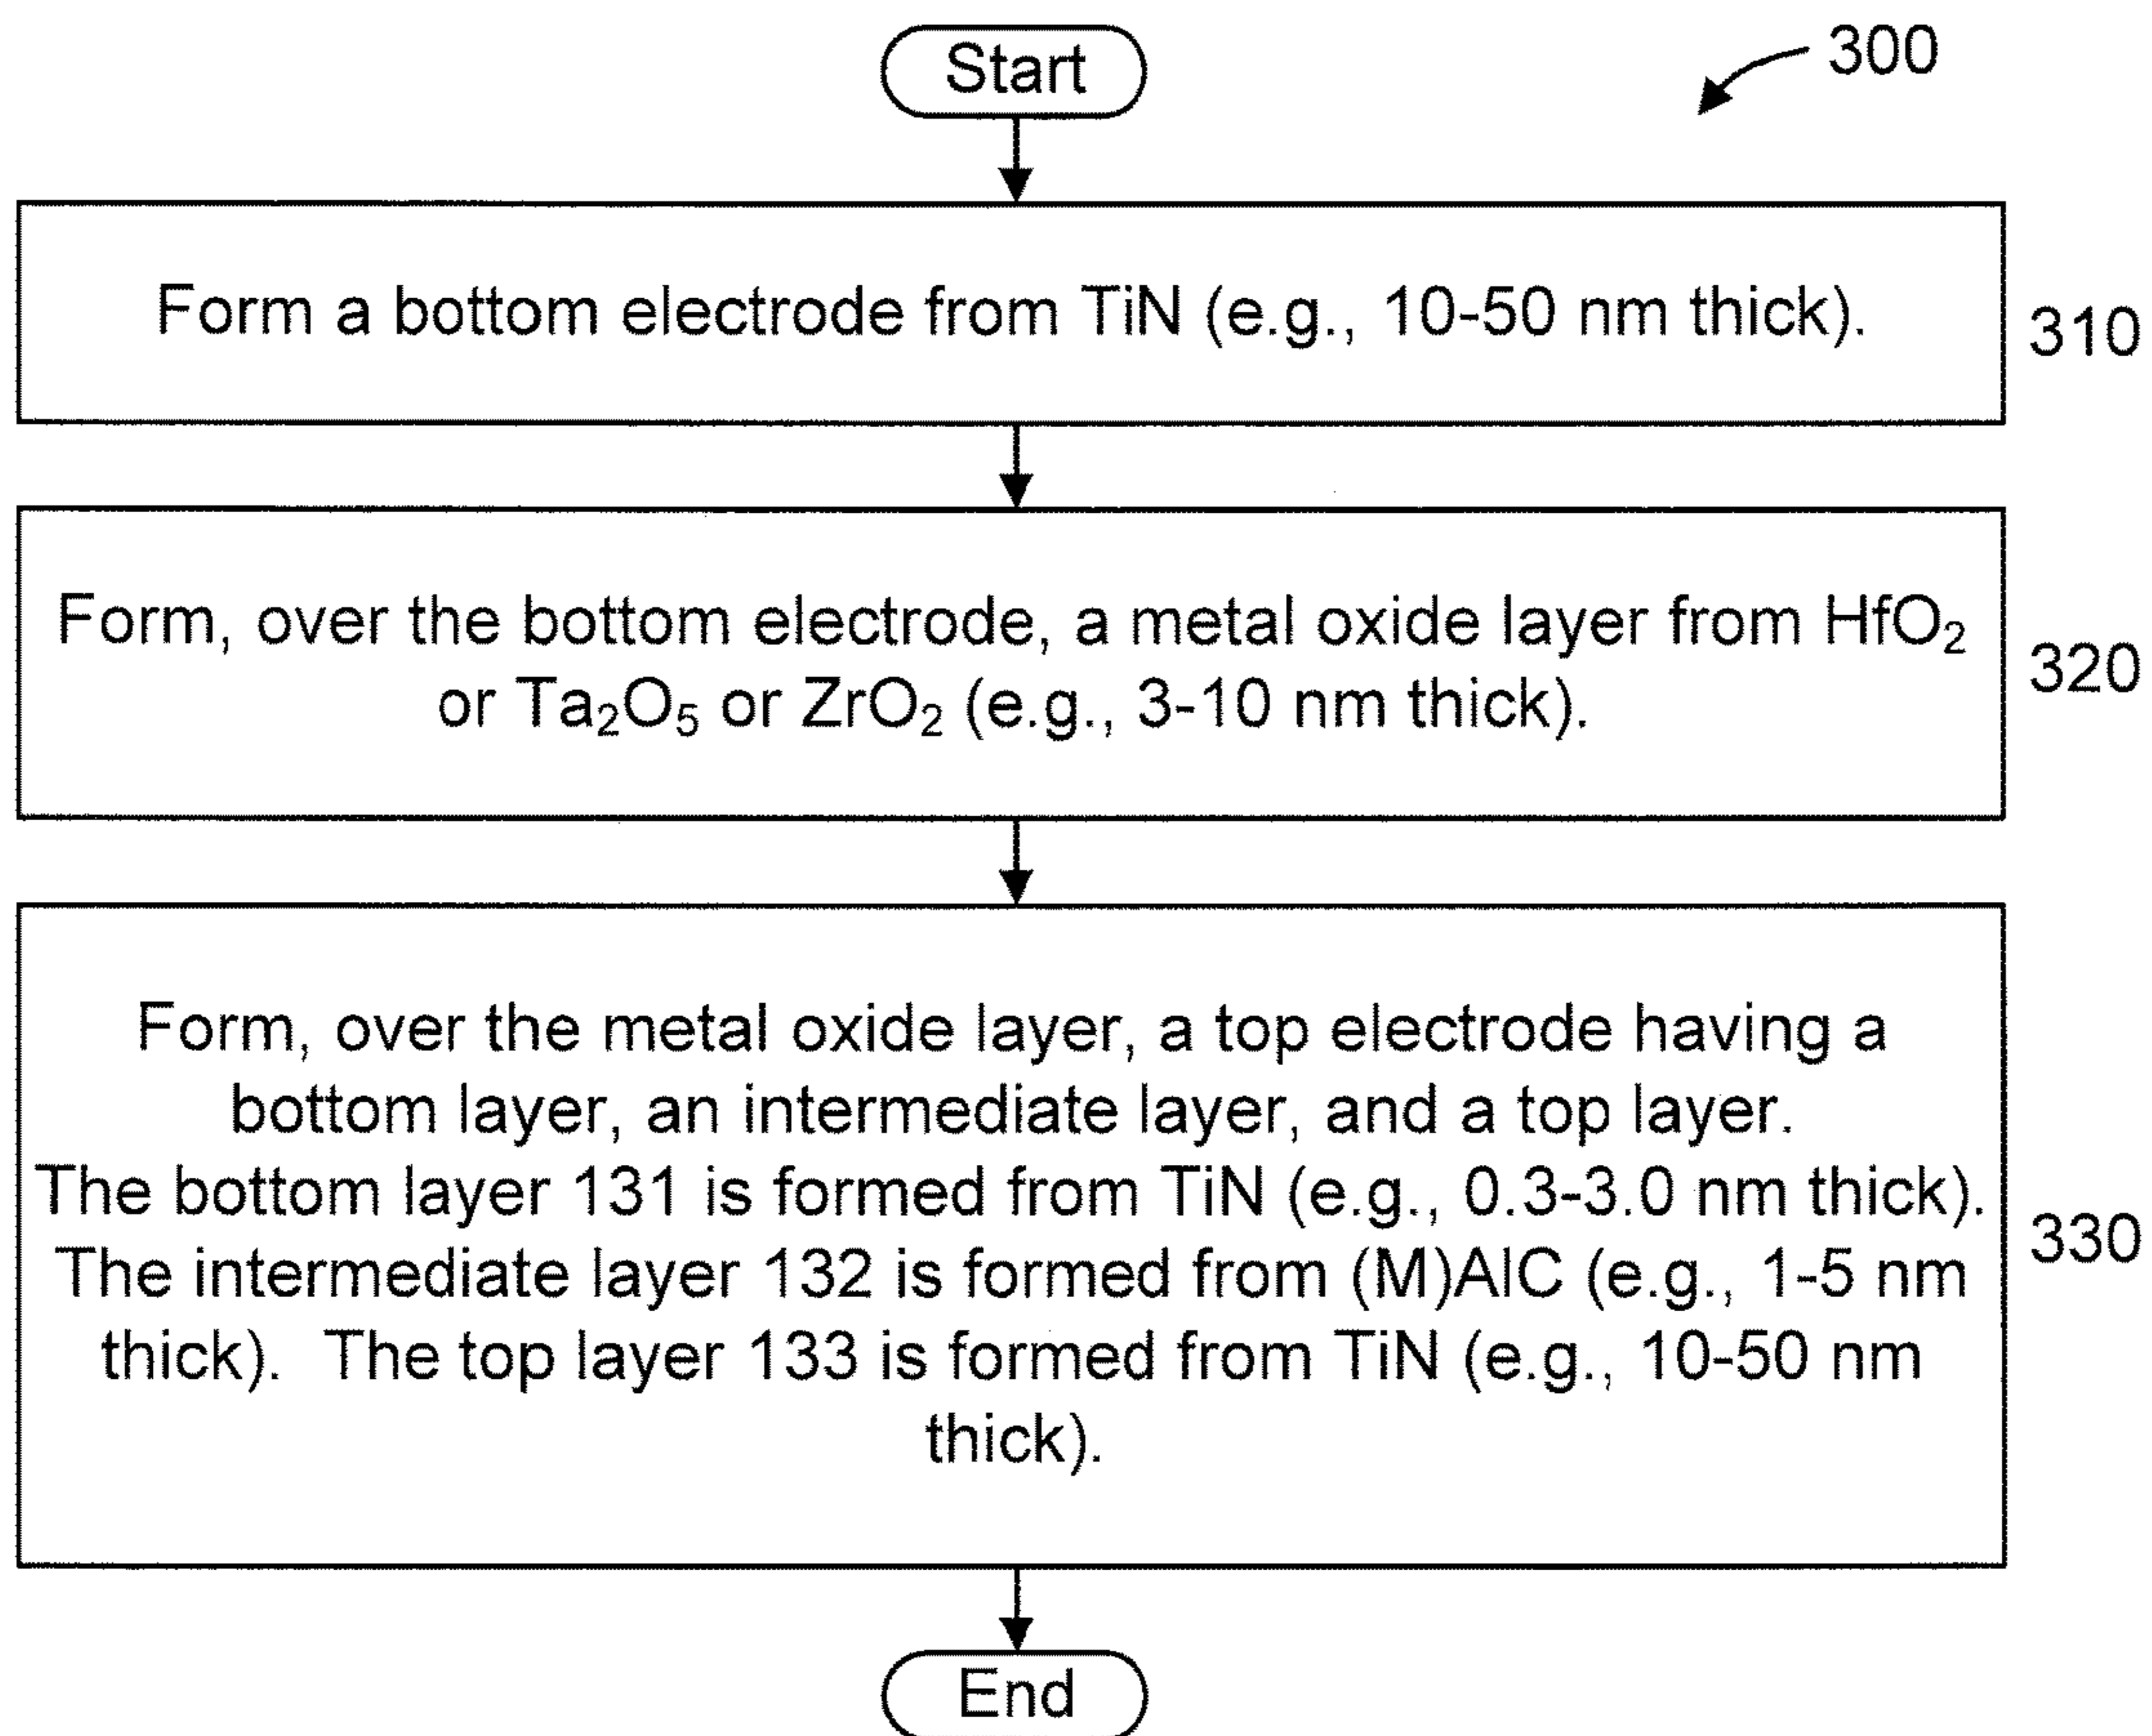 Start
300
Form a bottom electrode from TiN (e.g., 10-50 nm thick).
310
Form, over the bottom electrode, a metal oxide layer from HfO₂
or Ta₂O₅ or ZrO₂ (e.g., 3-10 nm thick).
320
Form, over the metal oxide layer, a top electrode having a
bottom layer, an intermediate layer, and a top layer.
The bottom layer 131 is formed from TiN (e.g., 0.3-3.0 nm thick).
The intermediate layer 132 is formed from (M)AlC (e.g., 1-5 nm
thick).  The top layer 133 is formed from TiN (e.g., 10-50 nm
thick).
330
End